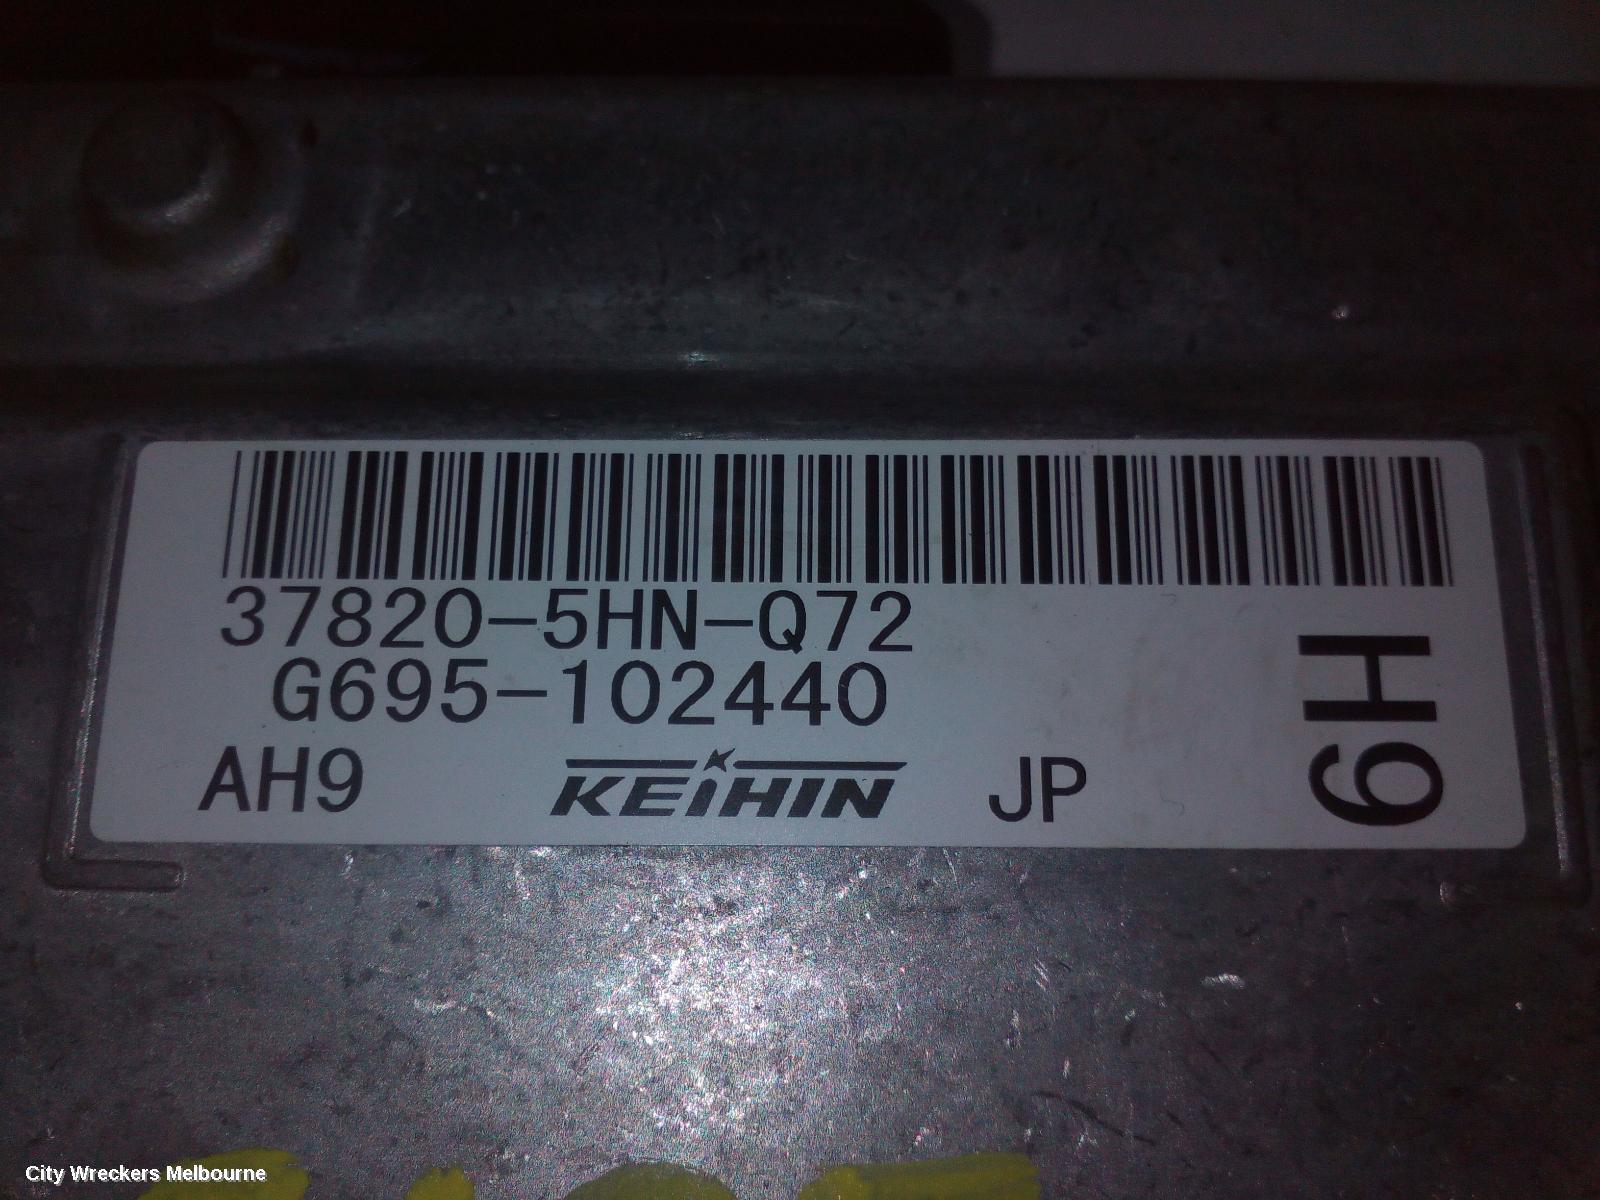 37820-5HN-Q72
G695-102440
AH9 KEIHIN JP
6H
City Wreckers Melbourne